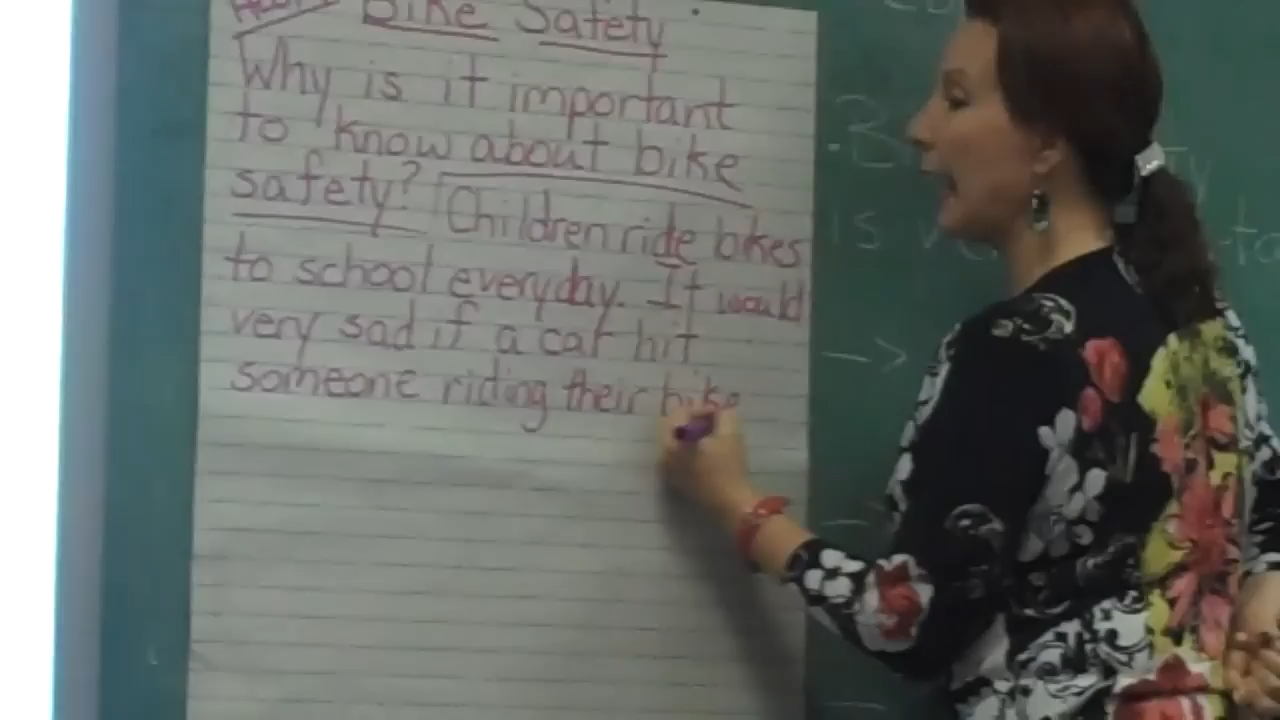 Bike Safety
Why is it important
to know about bike
safety? Children ride bikes
to school everyday. It would
very sad if a car hit
someone riding their bike
is